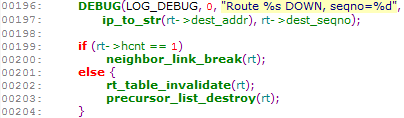 00196:     DEBUG(LOG_DEBUG, 0, "Route %s DOWN, seqno=%d",
00197:         ip_to_str(rt->dest_addr), rt->dest_seqno);
00198:
00199:     if (rt->hcnt == 1)
00200:         neighbor_link_break(rt);
00201:     else {
00202:         rt_table_invalidate(rt);
00203:         precursor_list_destroy(rt);
00204:     }